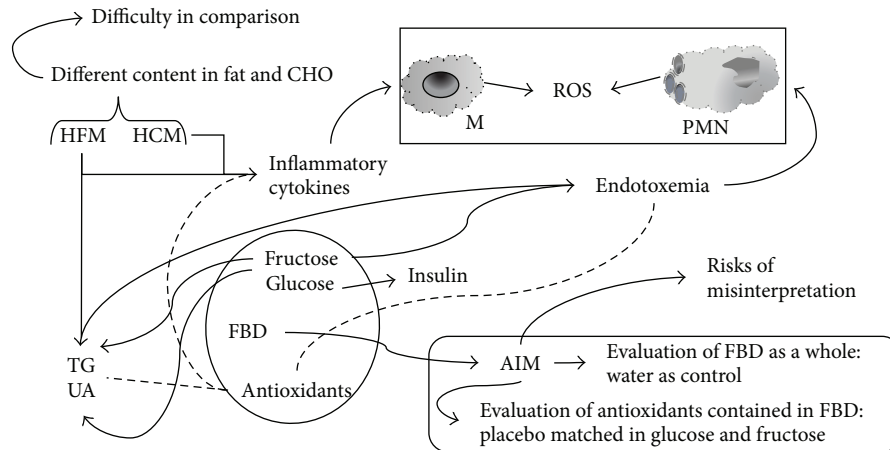 Difficulty in comparison
Different content in fat and CHO
HFM
HCM
M
ROS
PMN
Inflammatory
cytokines
Endotoxemia
Fructose
Glucose
Insulin
Risks of
misinterpretation
FBD
TG
UA
Antioxidants
AIM
Evaluation of FBD as a whole:
water as control
Evaluation of antioxidants contained in FBD:
placebo matched in glucose and fructose